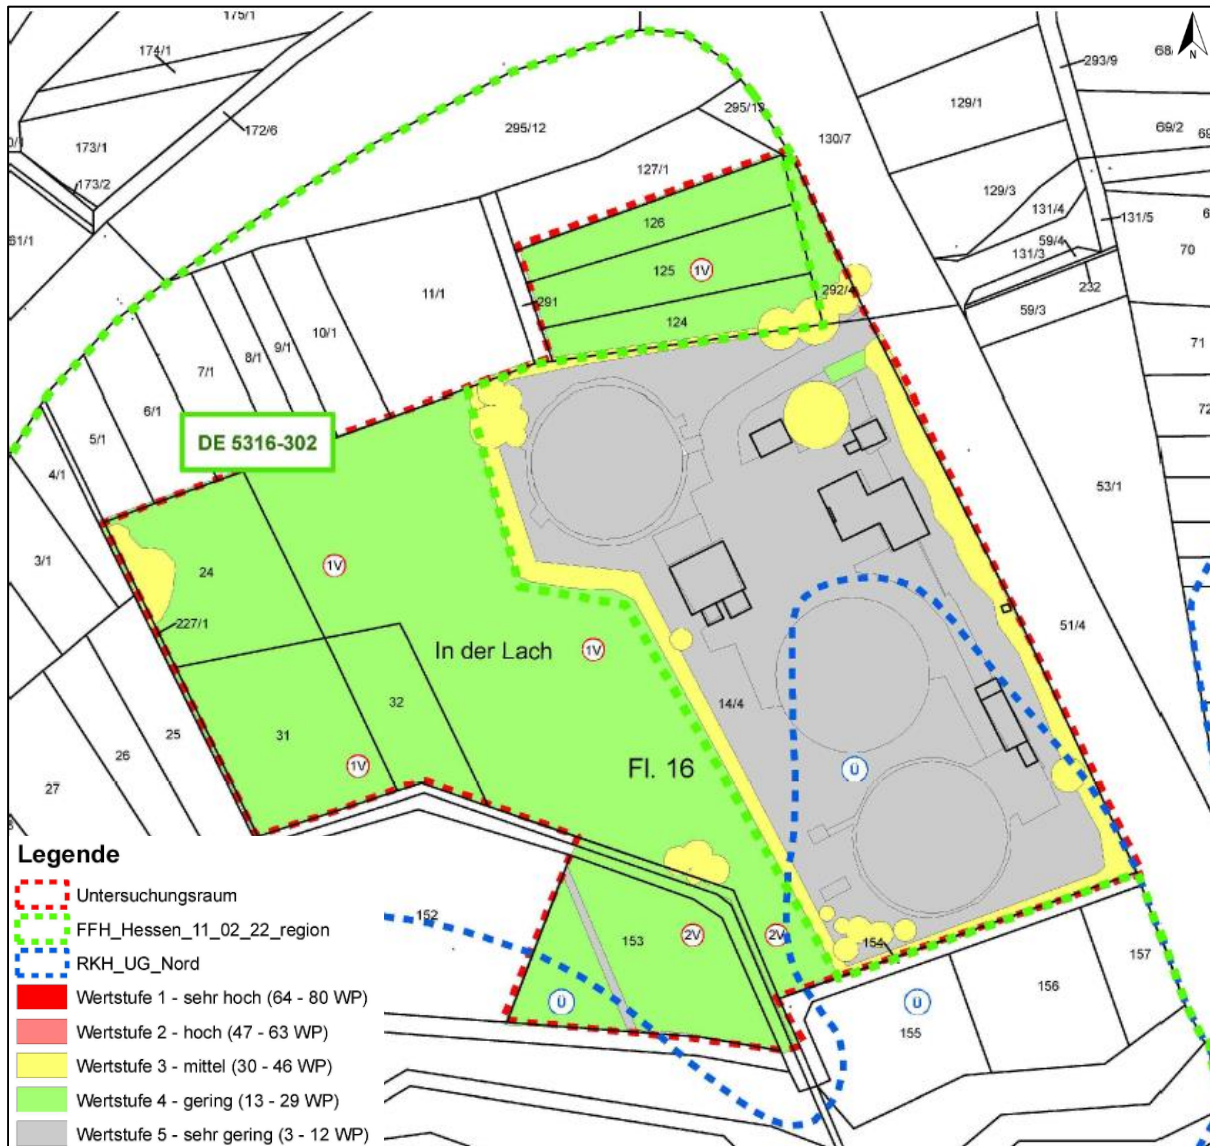 175/1
174/1
172/6
173/1
173/2
61/1
295/12
295/13
127/1
130/7
293/9
68/
129/1
69/2
69
129/3
131/4
131/5
59/4
131/3
232
59/3
70
71
72
N
126
125
1V
124
292/4
291
11/1
10/1
9/1
8/1
7/1
6/1
5/1
4/1
3/1
DE 5316-302
24
1V
227/1
In der Lach
1V
31
32
1V
25
26
27
14/4
Fl. 16
Ü
53/1
51/4
152
153
2V
2V
154
Ü
Ü
155
156
157
Legende
Untersuchungsraum
FFH_Hessen_11_02_22_region
RKH_UG_Nord
Wertstufe 1 - sehr hoch (64 - 80 WP)
Wertstufe 2 - hoch (47 - 63 WP)
Wertstufe 3 - mittel (30 - 46 WP)
Wertstufe 4 - gering (13 - 29 WP)
Wertstufe 5 - sehr gering (3 - 12 WP)